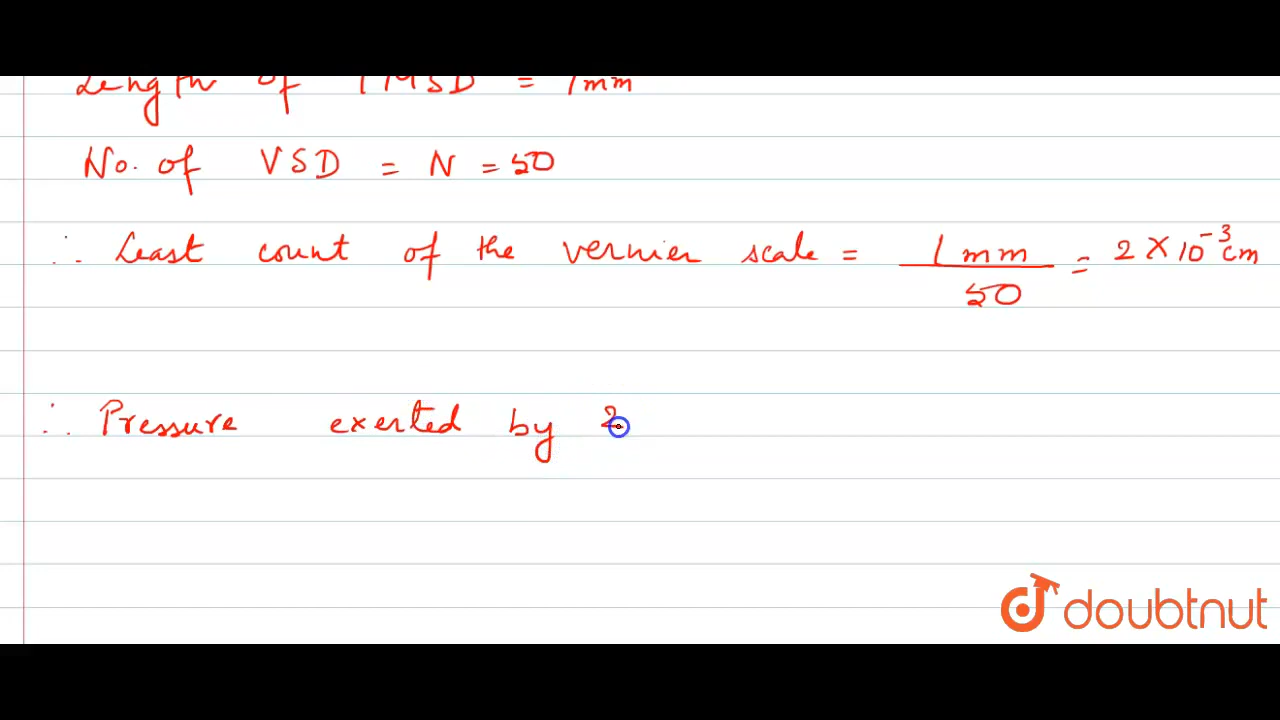 Length of 1 MSD = 1mm
No. of VSD = N = 50
∴ Least count of the vernier scale = 1 mm / 50 = 2 × 10⁻³ cm
∴ Pressure exerted by 2
doubtnut